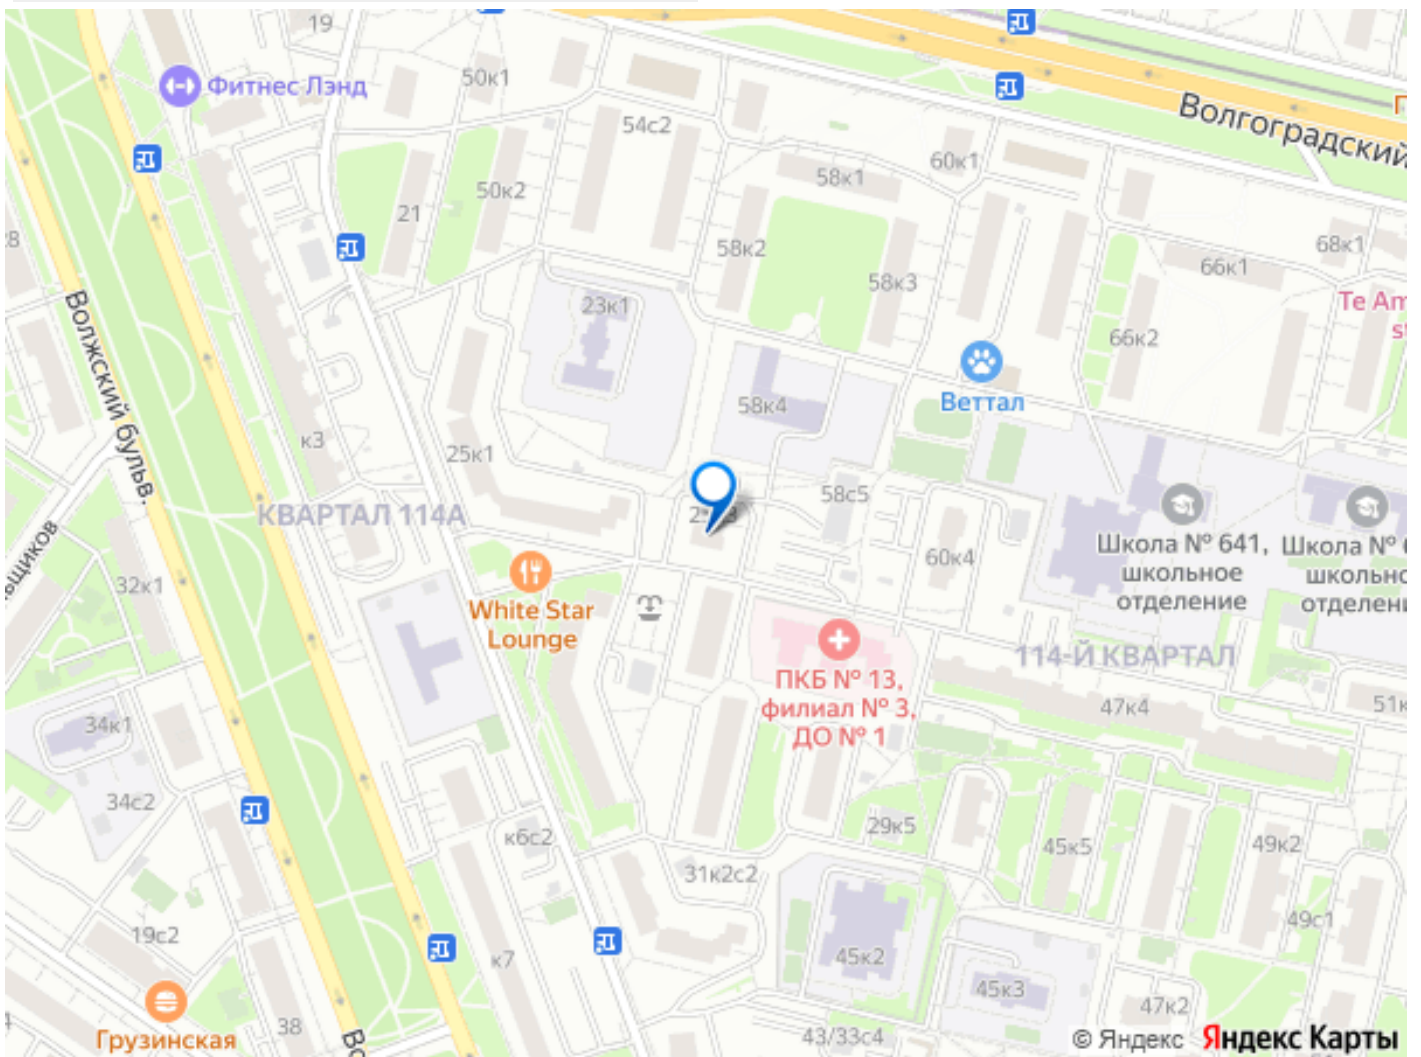 19
50к1
Фитнес Лэнд
54с2
Волгоградский
60к1
58к1
50к2
21
58к2
68к1
66к1
58к3
23к1
Te Am
st
66к2
Волжский бульв.
58к4
Веттал
к3
25к1
58с5
КВАРТАЛ 114А
Школа № 641,
школьное
отделение
60к4
32к1
White Star
Lounge
114-Й КВАРТАЛ
ПКБ № 13,
филиал № 3,
ДО № 1
47к4
34к1
34с2
29к5
к6с2
45к5
49к2
31к2с2
49с1
19с2
45к2
к7
45к3
47к2
38
Грузинская
43/33с4
© Яндекс Яндекс Карты